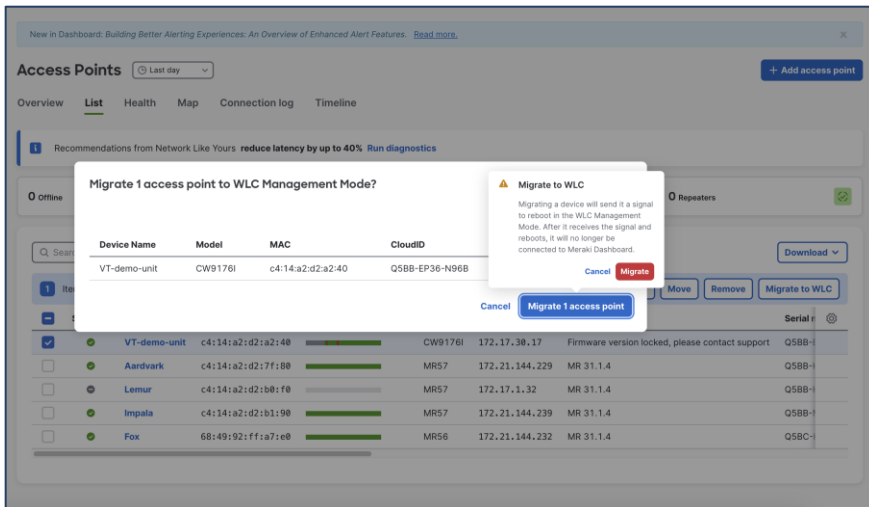 New in Dashboard: Building Better Alerting Experiences: An Overview of Enhanced Alert Features. Read more.
Access Points Last day
+ Add access point
Overview List Health Map Connection log Timeline
Recommendations from Network Like Yours reduce latency by up to 40% Run diagnostics
0 Offline
0 Repeaters
Migrate 1 access point to WLC Management Mode?
Device Name Model MAC CloudID
VT-demo-unit CW9176I c4:14:a2:d2:a2:40 Q5BB-EP36-N96B
Cancel Migrate 1 access point
Migrate to WLC
Migrating a device will send it a signal
to reboot in the WLC Management
Mode. After it receives the signal and
reboots, it will no longer be
connected to Meraki Dashboard.
Cancel Migrate
Download
1 Move Remove Migrate to WLC
Serial
VT-demo-unit c4:14:a2:d2:a2:40 CW9176I 172.17.30.17 Firmware version locked, please contact support Q5BB-
Aardvark c4:14:a2:d2:7f:80 MR57 172.21.144.229 MR 31.1.4 Q5BB-
Lemur c4:14:a2:d2:b0:f0 MR57 172.17.1.32 MR 31.1.4 Q5BB-
Impala c4:14:a2:d2:b1:90 MR57 172.21.144.239 MR 31.1.4 Q5BB-
Fox 68:49:92:ff:a7:e0 MR56 172.21.144.232 MR 31.1.4 Q5BC-